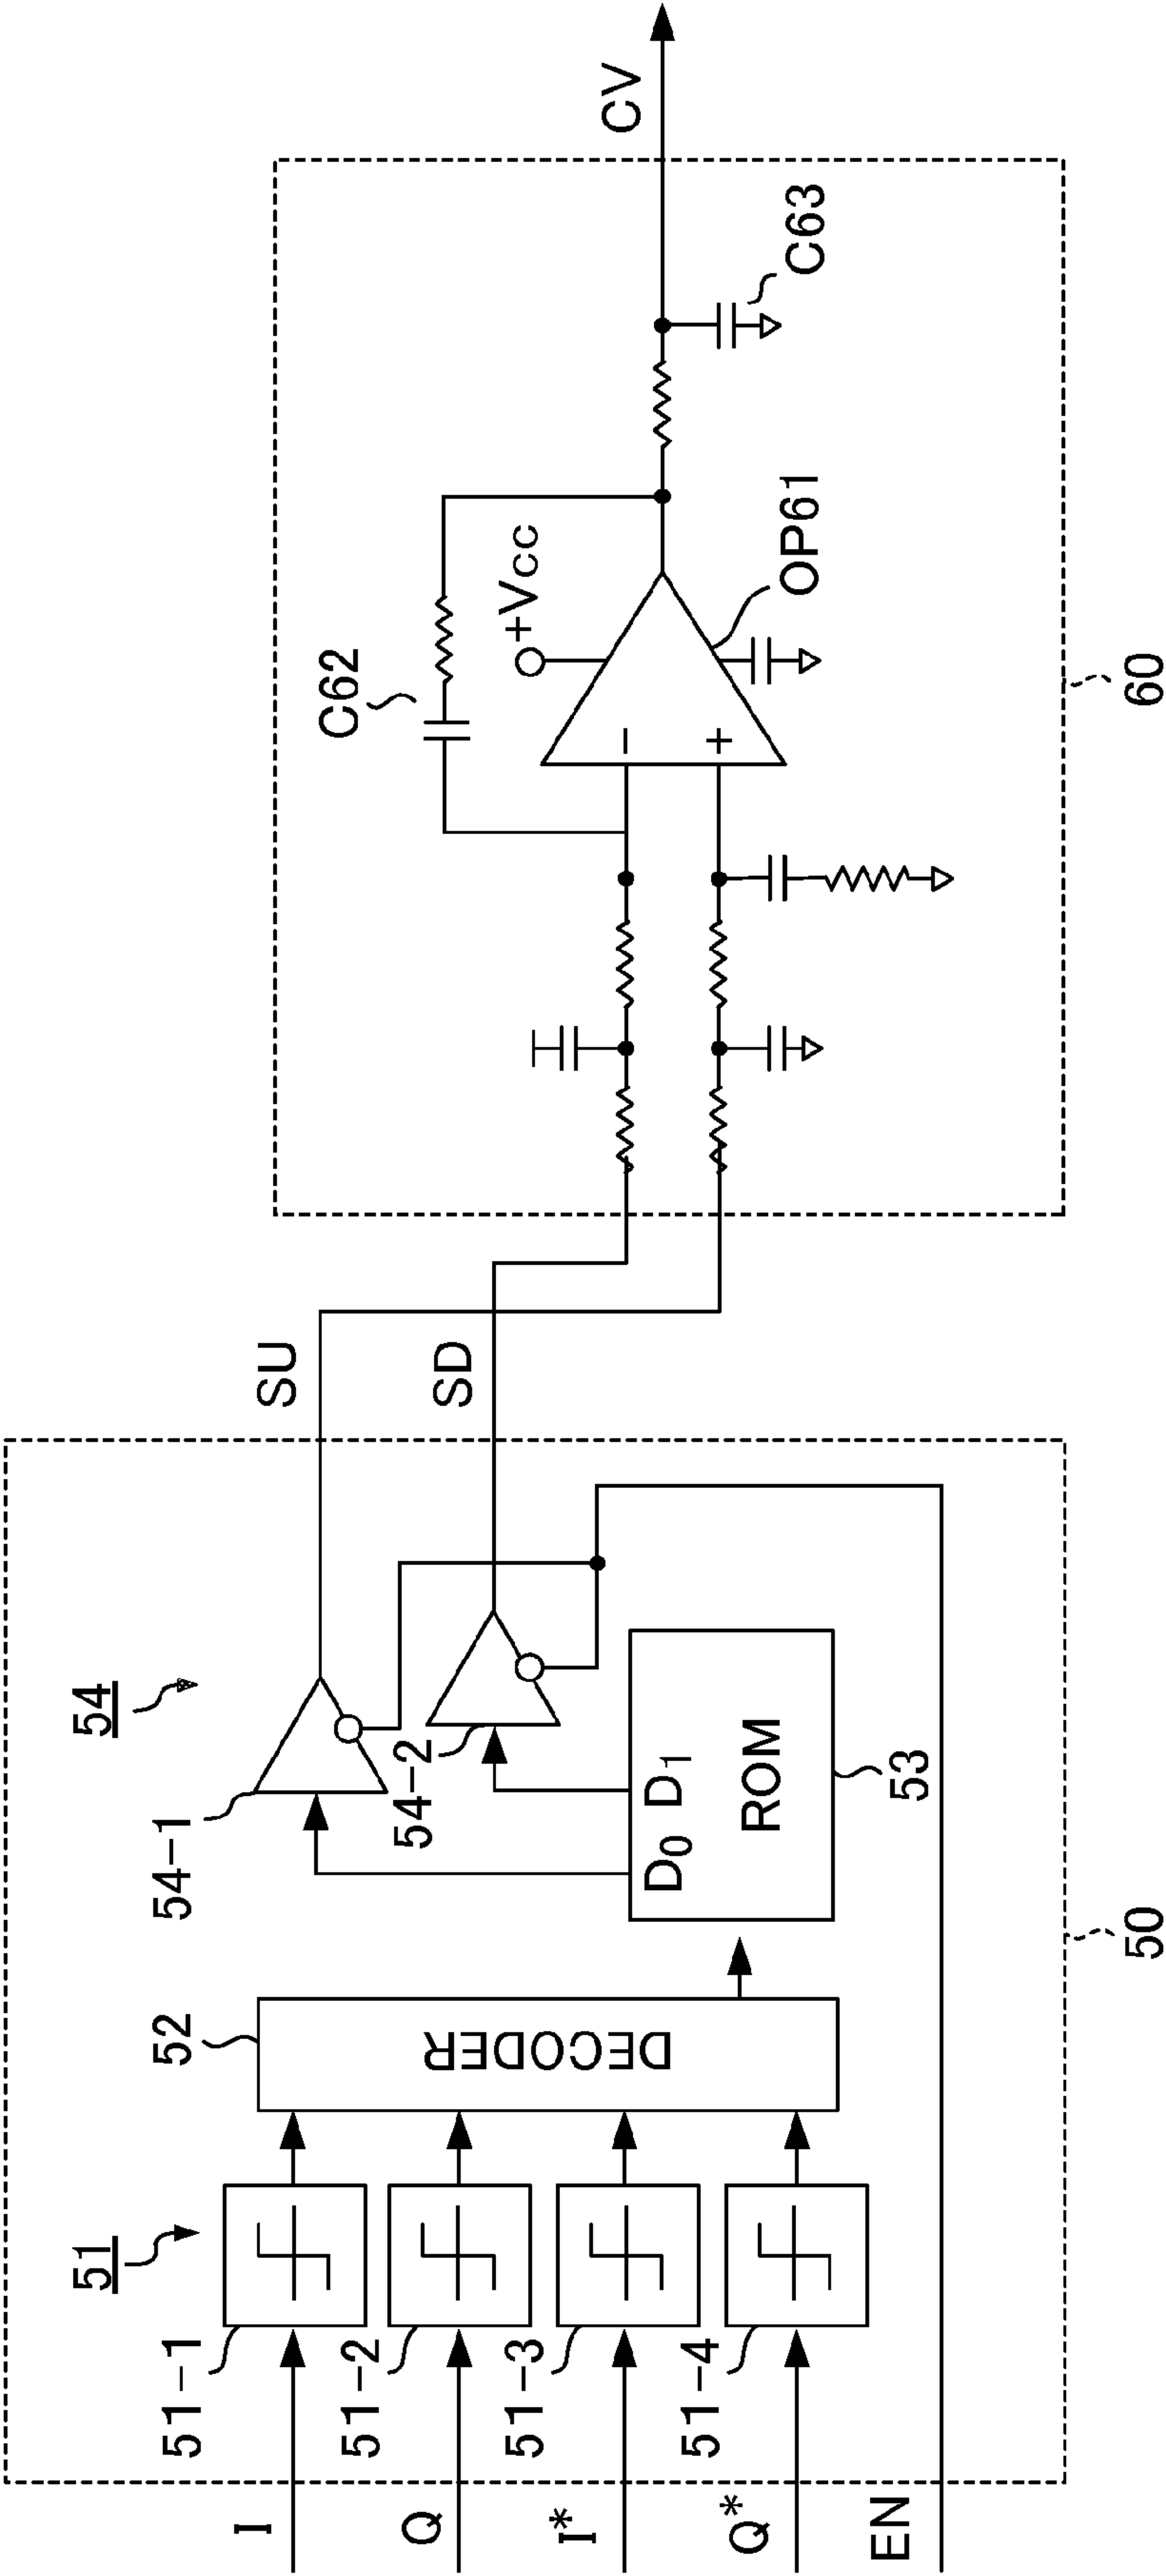 I
Q
I*
Q*
EN
51
51-1
51-2
51-3
51-4
52
DECODER
54
54-1
54-2
D0
D1
ROM
53
50
SU
SD
C62
+Vcc
−
+
OP61
C63
CV
60